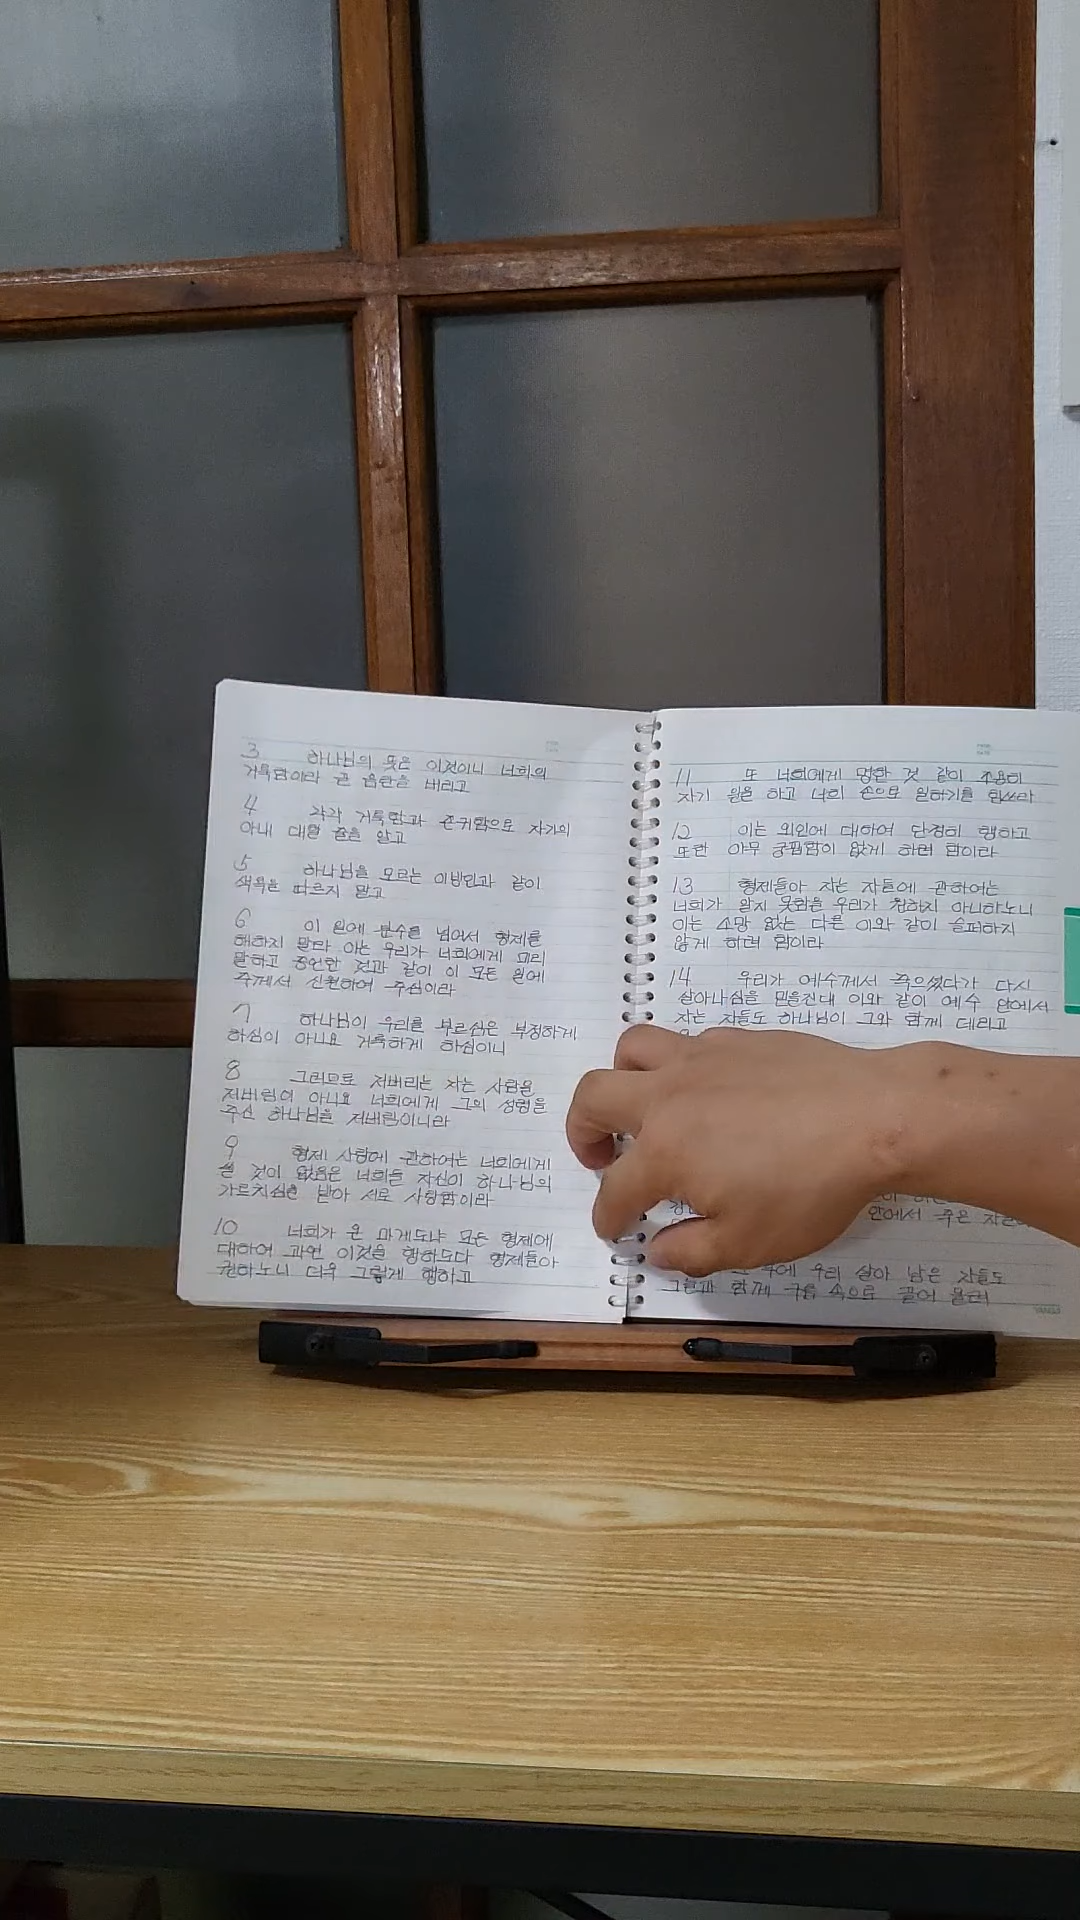 3 하나님의 뜻은 이것이니 너희의
거룩함이라 곧 음란을 버리고
4 각각 거룩함과 존귀함으로 자기의
아내 대할 줄을 알고
5 하나님을 모르는 이방인과 같이
색욕을 따르지 말고
6 이 일에 분수를 넘어서 형제를
해하지 말라 이는 우리가 너희에게 미리
말하고 증언한 것과 같이 이 모든 일에
주께서 신원하여 주심이라
7 하나님이 우리를 부르심은 부정하게
하심이 아니요 거룩하게 하심이니
8 그러므로 저버리는 자는 사람을
저버림이 아니요 너희에게 그의 성령을
주신 하나님을 저버림이니라
9 형제 사랑에 관하여는 너희에게
쓸 것이 없음은 너희들 자신이 하나님의
가르치심을 받아 서로 사랑함이라
10 너희가 온 마게도냐 모든 형제에
대하여 과연 이것을 행하도다 형제들아
권하노니 더욱 그렇게 행하고
11 또 너희에게 명한 것 같이 조용히
자기 일을 하고 너희 손으로 일하기를 힘쓰라
12 이는 외인에 대하여 단정히 행하고
또한 아무 궁핍함이 없게 하려 함이라
13 형제들아 자는 자들에 관하여는
너희가 알지 못함을 우리가 원하지 아니하노니
이는 소망 없는 다른 이와 같이 슬퍼하지
않게 하려 함이라
14 우리가 예수께서 죽으셨다가 다시
살아나심을 믿을진대 이와 같이 예수 안에서
자는 자들도 하나님이 그와 함께 데리고
안에서 죽은
후에 우리 살아 남은 자들도
그들과 함께 구름 속으로 끌어 올려